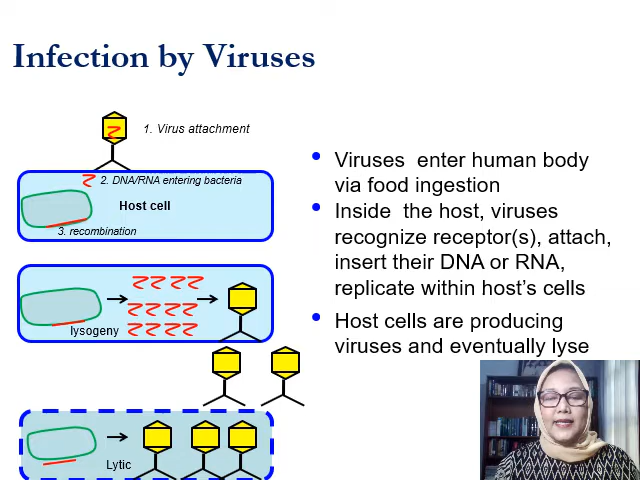 Infection by Viruses
1. Virus attachment
2. DNA/RNA entering bacteria
Host cell
3. recombination
lysogeny
Lytic
• Viruses enter human body
via food ingestion
• Inside the host, viruses
recognize receptor(s), attach,
insert their DNA or RNA,
replicate within host's cells
• Host cells are producing
viruses and eventually lyse